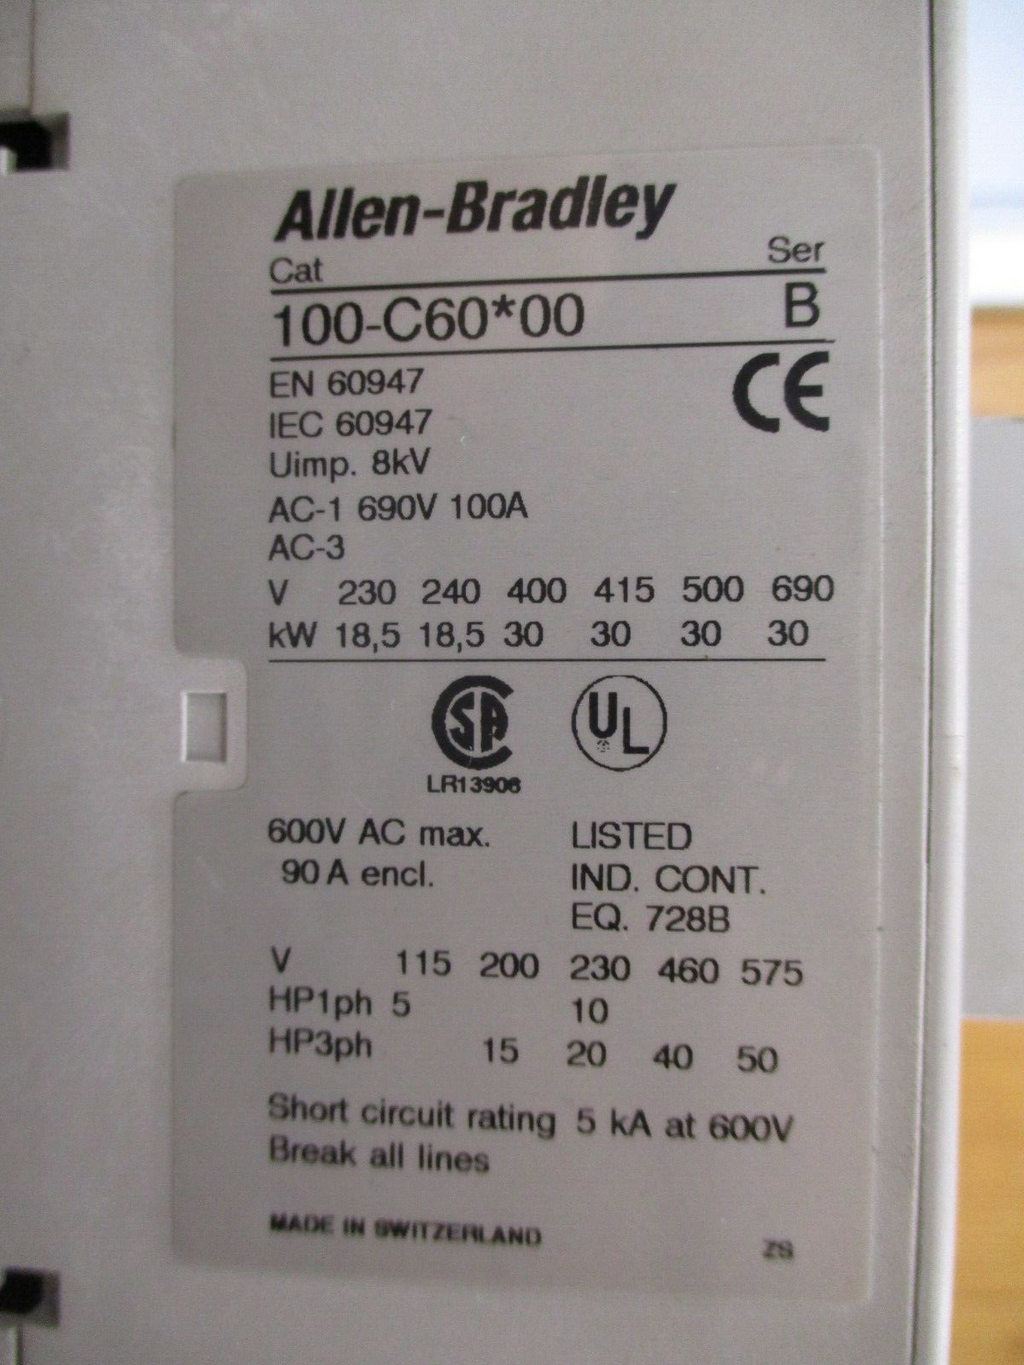 Allen-Bradley
Cat Ser
100-C60*00 B
EN 60947
CE
IEC 60947
Uimp. 8kV
AC-1 690V 100A
AC-3
V 230 240 400 415 500 690
kW 18,5 18,5 30 30 30 30
SA UL
LR13906
600V AC max. LISTED
90 A encl. IND. CONT.
EQ. 728B
V 115 200 230 460 575
HP1ph 5 10
HP3ph 15 20 40 50
Short circuit rating 5 kA at 600V
Break all lines
MADE IN SWITZERLAND
ZS